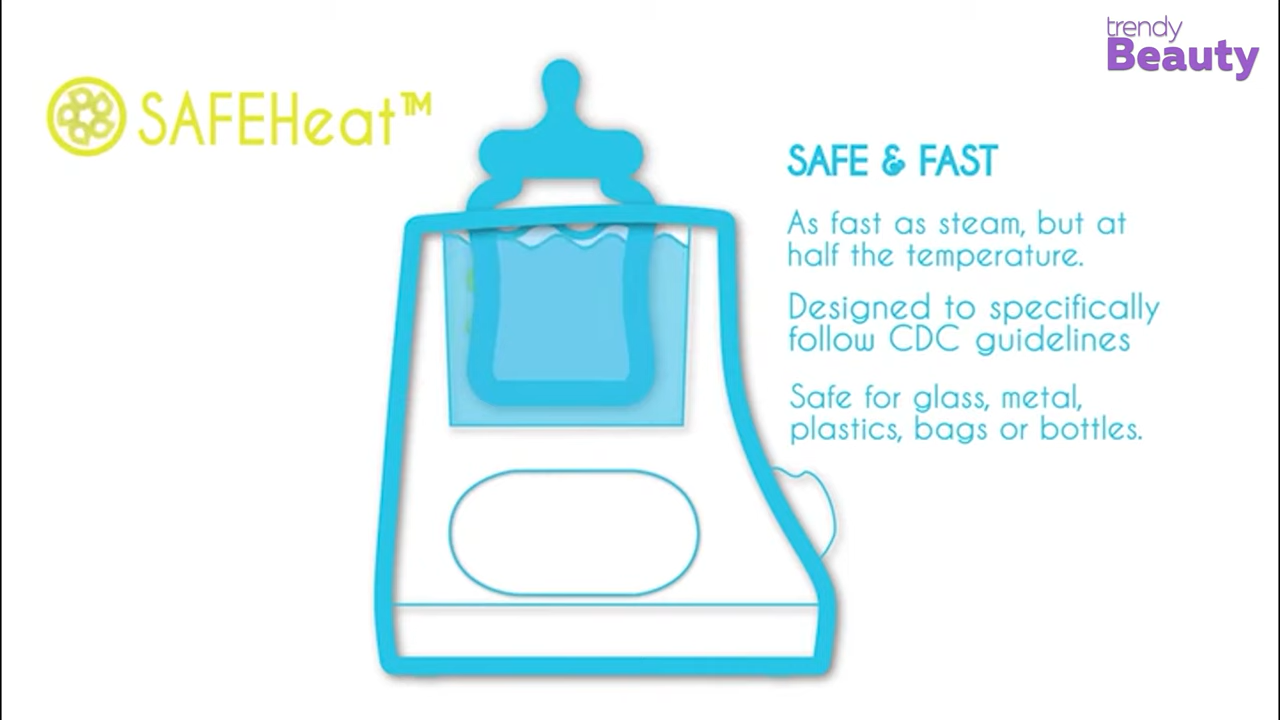 trendy
Beauty
SAFEHeat™
SAFE & FAST
As fast as steam, but at
half the temperature.
Designed to specifically
follow CDC guidelines
Safe for glass, metal,
plastics, bags or bottles.